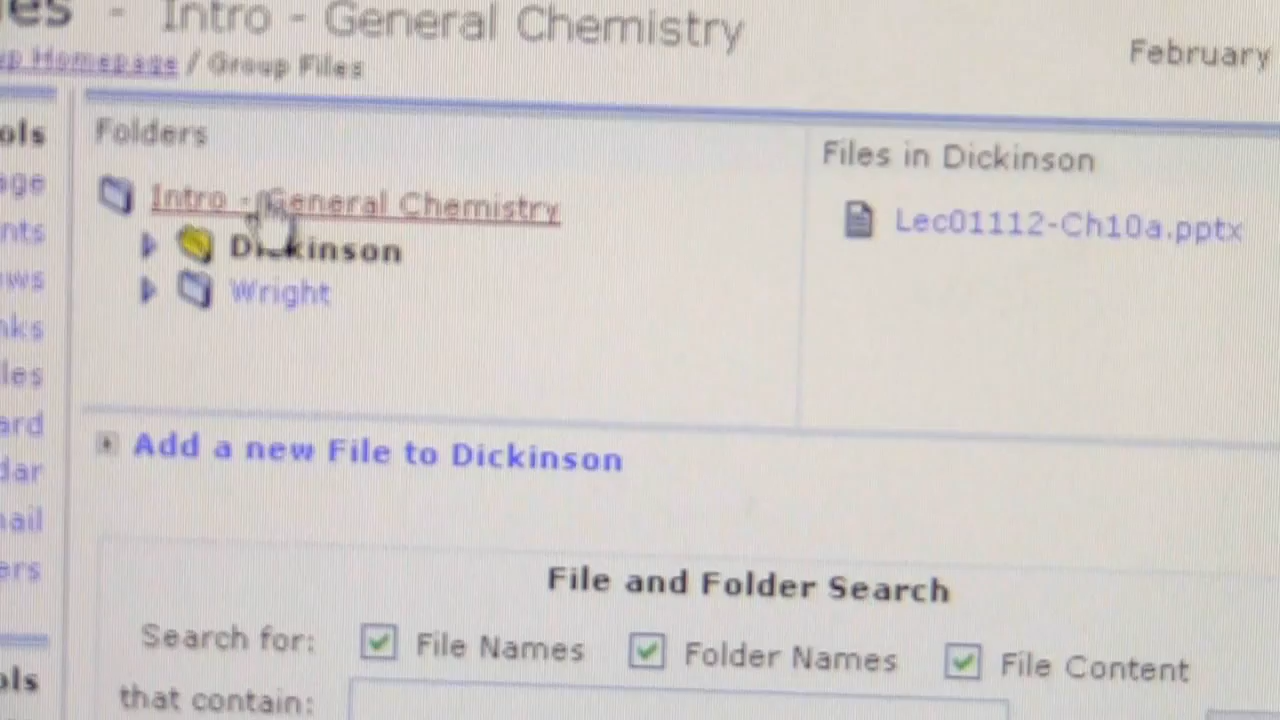 Intro - General Chemistry
February
Homepage / Group Files
Folders
Files in Dickinson
Intro - General Chemistry
Lec01112-Ch10a.pptx
Dickinson
Wright
Add a new File to Dickinson
File and Folder Search
Search for: File Names Folder Names File Content
that contain: